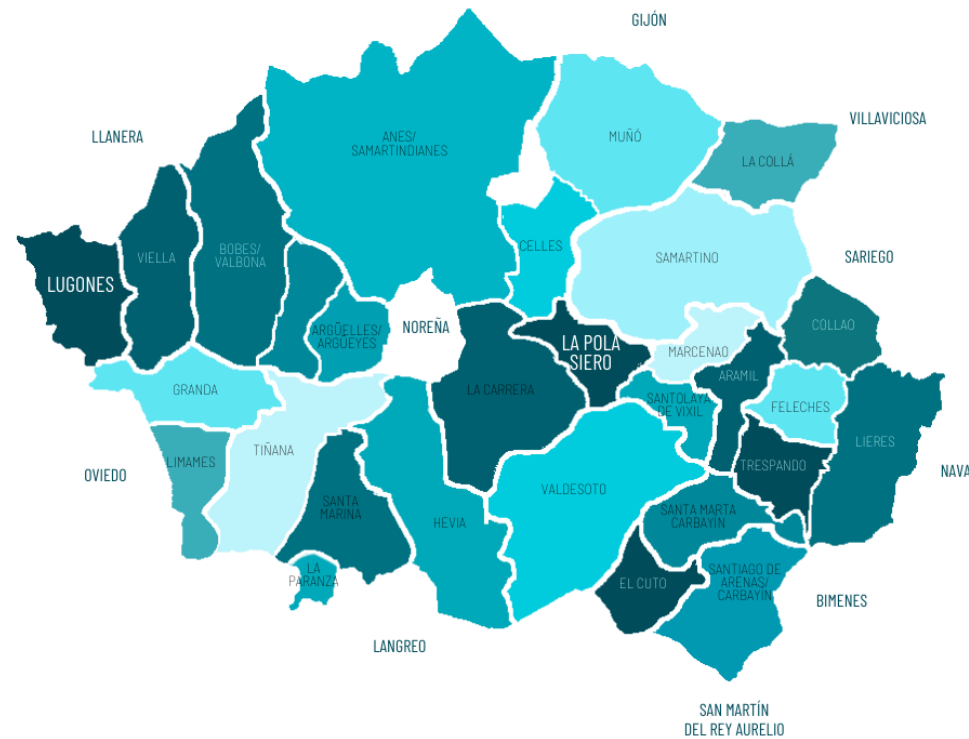 GIJÓN
VILLAVICIOSA
LLANERA
ANES/
SAMARTINDIANES
MUÑÓ
LA COLLÁ
BOBES/
VALBONA
VIELLA
CELLES
SAMARTINO
SARIEGO
LUGONES
ARGÜELLES/
ARGÜEYES
NOREÑA
LA POLA
SIERO
COLLAO
MARCENAO
ARAMIL
GRANDA
LA CARRERA
SANTOLAYA
DE VIXIL
FELECHES
LIERES
TIÑANA
LIMAMES
OVIEDO
TRESPANDO
NAVA
VALDESOTO
SANTA
MARINA
HEVIA
SANTA MARTA
CARBAYÍN
LA
PARANZA
EL CUTO
SANTIAGO DE
ARENAS/
CARBAYÍN
BIMENES
LANGREO
SAN MARTÍN
DEL REY AURELIO